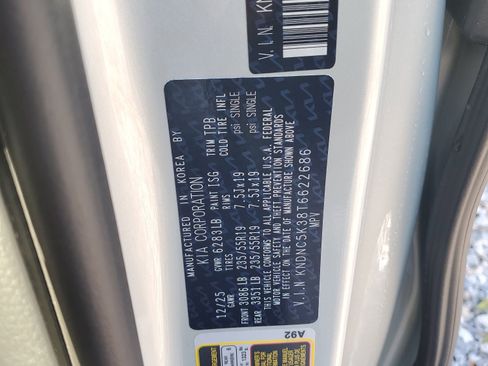 V.I.N KN
MANUFACTURED IN KOREA BY
KIA CORPORATION TRIM TPB
12/25 GVWR 6283LB PAINT ISG COLD TIRE INFL
GAWR TIRES RIMS psi SINGLE
FRONT 3086LB 235/55R19 7.5Jx19 psi SINGLE
REAR 3351LB 235/55R19 7.5Jx19
THIS VEHICLE CONFORMS TO ALL APPLICABLE U.S.A. FEDERAL
MOTOR VEHICLE SAFETY AND THEFT PREVENTION STANDARDS
IN EFFECT ON THE DATE OF MANUFACTURE SHOWN ABOVE
V.I.N KNDNC5K38T6622686
MPV
A92